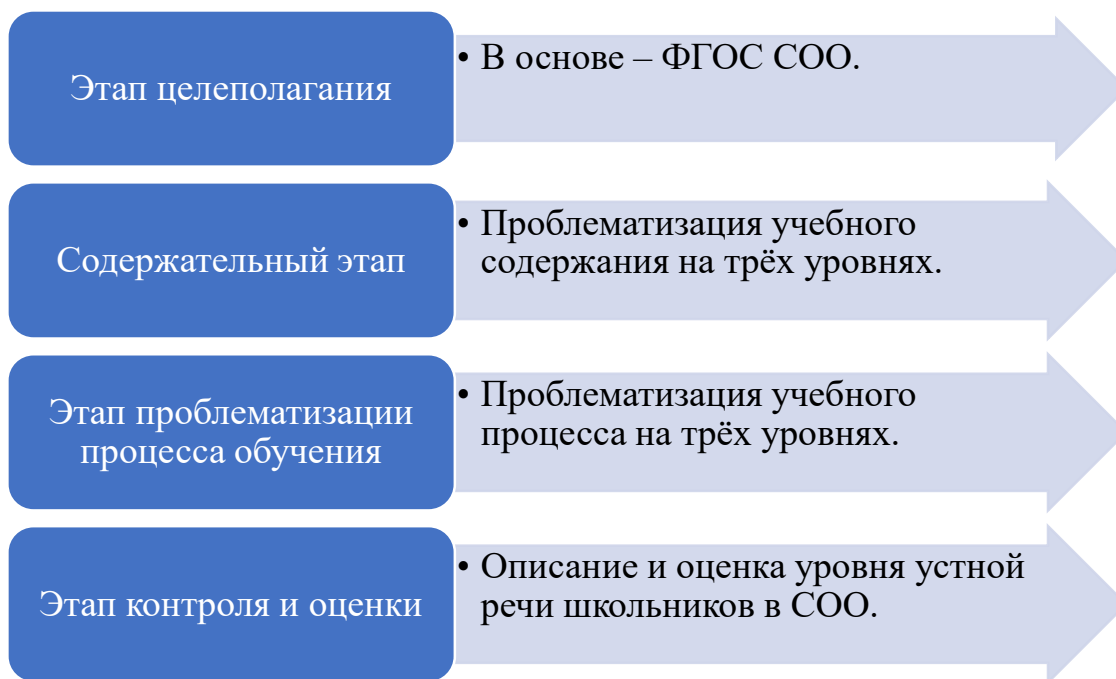 Этап целеполагания
• В основе – ФГОС СОО.
Содержательный этап
• Проблематизация учебного
содержания на трёх уровнях.
Этап проблематизации
процесса обучения
• Проблематизация учебного
процесса на трёх уровнях.
Этап контроля и оценки
• Описание и оценка уровня устной
речи школьников в СОО.